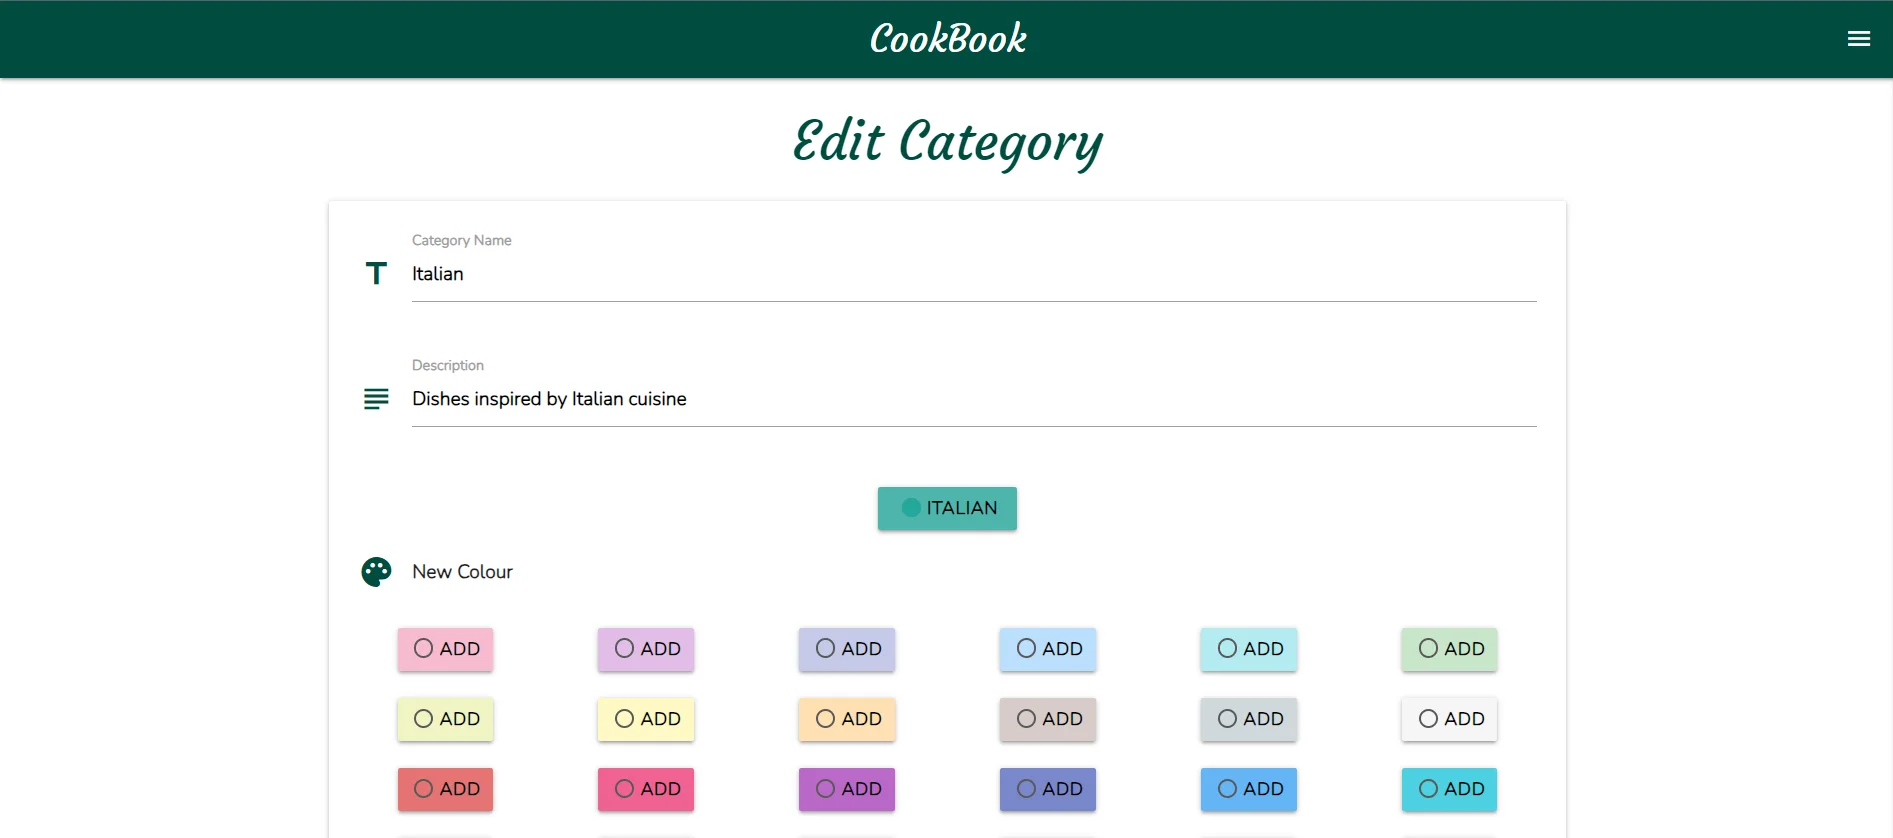 CookBook
Edit Category
Category Name
Italian
Description
Dishes inspired by Italian cuisine
ITALIAN
New Colour
ADD ADD ADD ADD ADD ADD
ADD ADD ADD ADD ADD ADD
ADD ADD ADD ADD ADD ADD